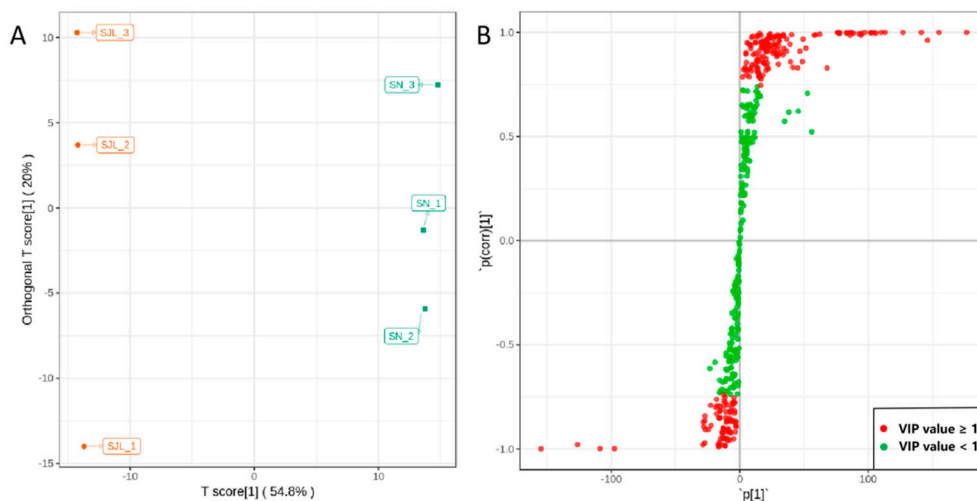 A
SJL_3
SN_3
SJL_2
SN_1
SN_2
SJL_1
10
5
0
-5
-10
-15
-10
0
10
Orthogonal T score[1] ( 20% )
T score[1] ( 54.8% )
B
1.0
0.5
0.0
-0.5
-1.0
-100
0
100
`p(corr)[1]`
`p[1]`
VIP value ≥ 1
VIP value < 1